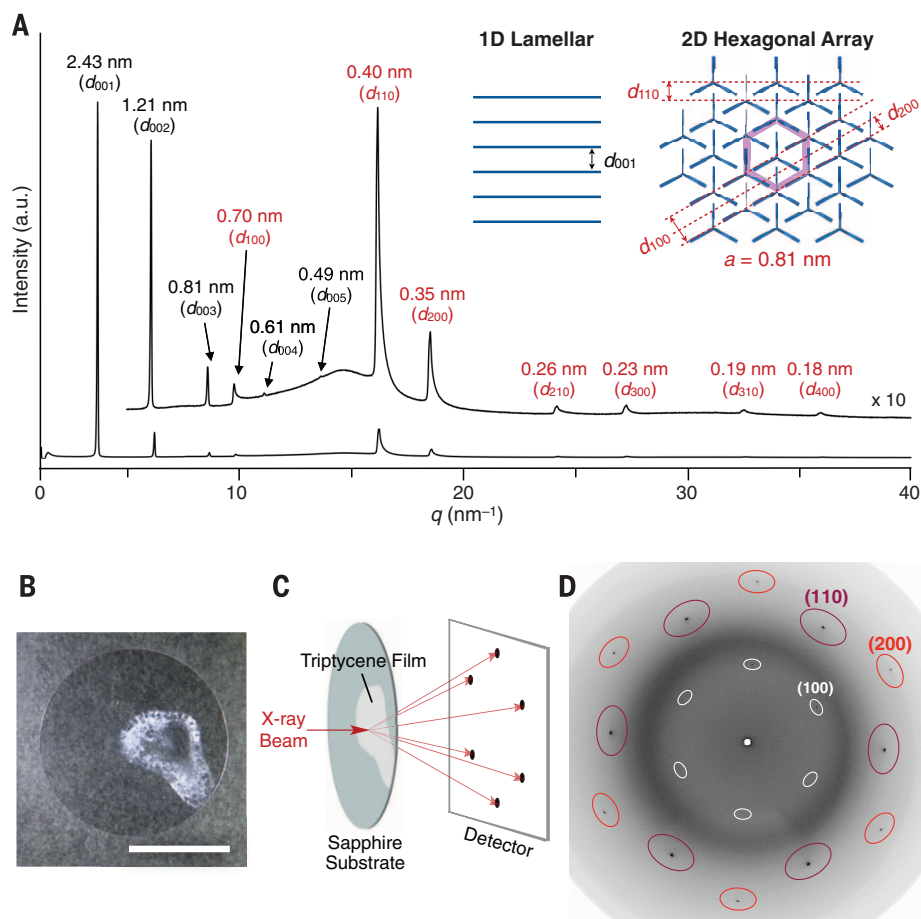 A
1D Lamellar
2D Hexagonal Array
2.43 nm
(d001)
1.21 nm
(d002)
0.40 nm
(d110)
d110
d200
d001
0.70 nm
(d100)
d100
a = 0.81 nm
0.81 nm
(d003)
0.49 nm
(d005)
0.61 nm
(d004)
0.35 nm
(d200)
0.26 nm
(d210)
0.23 nm
(d300)
0.19 nm
(d310)
0.18 nm
(d400)
x 10
Intensity (a.u.)
0
10
20
30
40
q (nm–1)
B
C
Triptycene Film
X-ray
Beam
Sapphire
Substrate
Detector
D
(110)
(200)
(100)